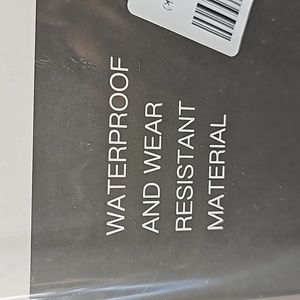 WATERPROOF
AND WEAR
RESISTANT
MATERIAL